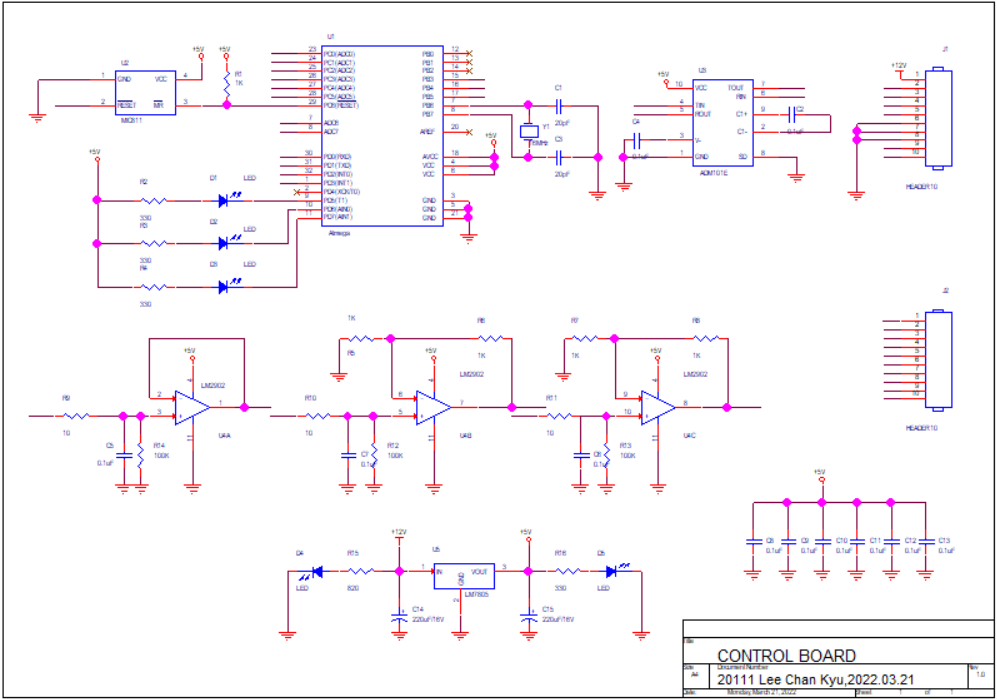 U1
+5V
+5V
U2
1
GND
VCC
4
2
RESET
MR
3
MIC811
R1
1K
23
PC0(ADC0)
24
PC1(ADC1)
25
PC2(ADC2)
26
PC3(ADC3)
27
PC4(ADC4)
28
PC5(ADC5)
29
PC6(RESET)
7
ADC6
8
ADC7
30
PD0(RXD)
31
PD1(TXD)
32
PD2(INT0)
1
PD3(INT1)
2
PD4(XCK/T0)
9
PD5(T1)
10
PD6(AIN0)
11
PD7(AIN1)
Atmega
PB0
12
PB1
13
PB2
14
PB3
15
PB4
16
PB5
17
PB6
7
PB7
8
AREF
20
AVCC
18
VCC
4
VCC
6
GND
3
GND
5
GND
21
+5V
C1
20pF
Y1
16MHz
C3
20pF
+5V
U3
10
VCC
4
TIN
5
ROUT
3
V-
1
GND
TOUT
7
RIN
6
C1+
9
C1-
2
SD
8
ADM101E
C4
0.1uF
C2
0.1uF
J1
+12V
1
2
3
4
5
6
7
8
9
10
HEADER10
+5V
R2
330
D1
LED
R3
330
D2
LED
R4
330
D3
LED
J2
1
2
3
4
5
6
7
8
9
10
HEADER10
R9
10
C5
0.1uF
R14
100K
+5V
LM2902
2
3
4
1
11
U4A
1K
R5
R6
1K
R10
10
C7
0.1uF
R12
100K
+5V
LM2902
6
5
4
7
11
U4B
R7
1K
R8
1K
R11
10
C6
0.1uF
R13
100K
+5V
LM2902
9
10
4
8
11
U4C
+5V
C8
0.1uF
C9
0.1uF
C10
0.1uF
C11
0.1uF
C12
0.1uF
C13
0.1uF
D4
LED
R15
820
+12V
U5
1
IN
VOUT
3
GND
2
LM7805
C14
220uF/16V
+5V
C15
220uF/16V
R16
330
D5
LED
Title
CONTROL BOARD
Size
A4
Document Number
20111 Lee Chan Kyu,2022.03.21
Rev
1.0
Date:
Monday, March 21, 2022
Sheet
1
of
1